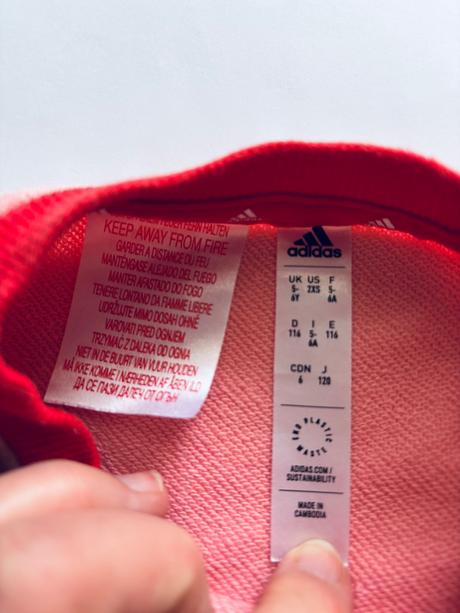 KEEP AWAY FROM FIRE
GARDER A DISTANCE DU FEU
MANTÉNGASE ALEJADO DEL FUEGO
MANTER AFASTADO DO FOGO
TENERE LONTANO DA FIAMME LIBERE
UDRŽUJTE MIMO DOSAH OHNĚ
VAROVATI PRED OGNJEM
TRZYMAĆ Z DALEKA OD OGNIA
NIET IN DE BUURT VAN VUUR HOUDEN
MÅ IKKE KOMME I NÆRHEDEN AF ÅBEN ILD
ДА СЕ ПАЗИ ДАЛЕЧ ОТ ОГЪН
adidas
UK US F
5-6Y 2XS 5-6A
D I E
116 5-6A 116
CDN J
6 120
END PLASTIC WASTE
ADIDAS.COM/
SUSTAINABILITY
MADE IN
CAMBODIA